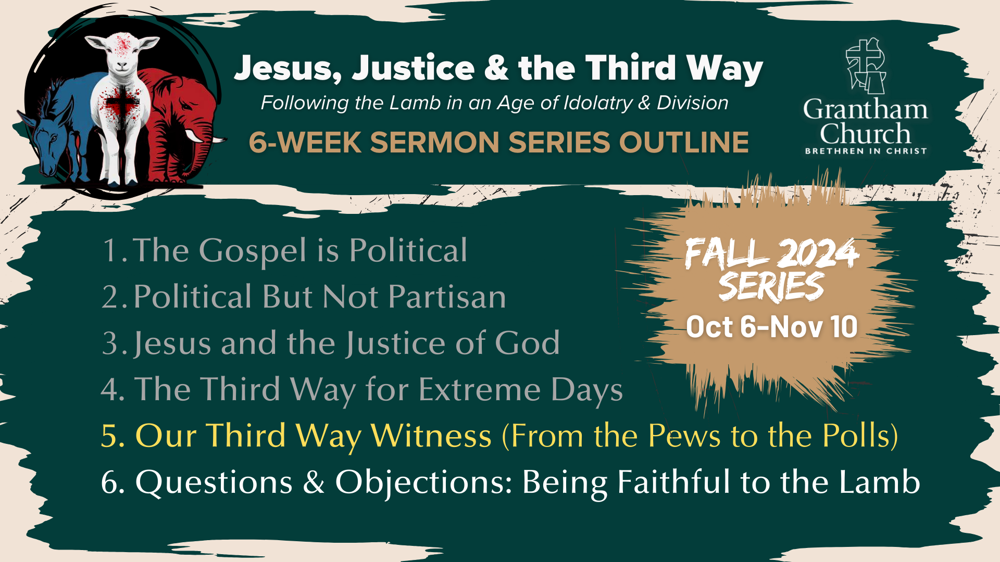 Jesus, Justice & the Third Way
Following the Lamb in an Age of Idolatry & Division
6-WEEK SERMON SERIES OUTLINE
Grantham
Church
BRETHREN IN CHRIST
1. The Gospel is Political
2. Political But Not Partisan
3. Jesus and the Justice of God
4. The Third Way for Extreme Days
5. Our Third Way Witness (From the Pews to the Polls)
6. Questions & Objections: Being Faithful to the Lamb
FALL 2024
SERIES
Oct 6-Nov 10